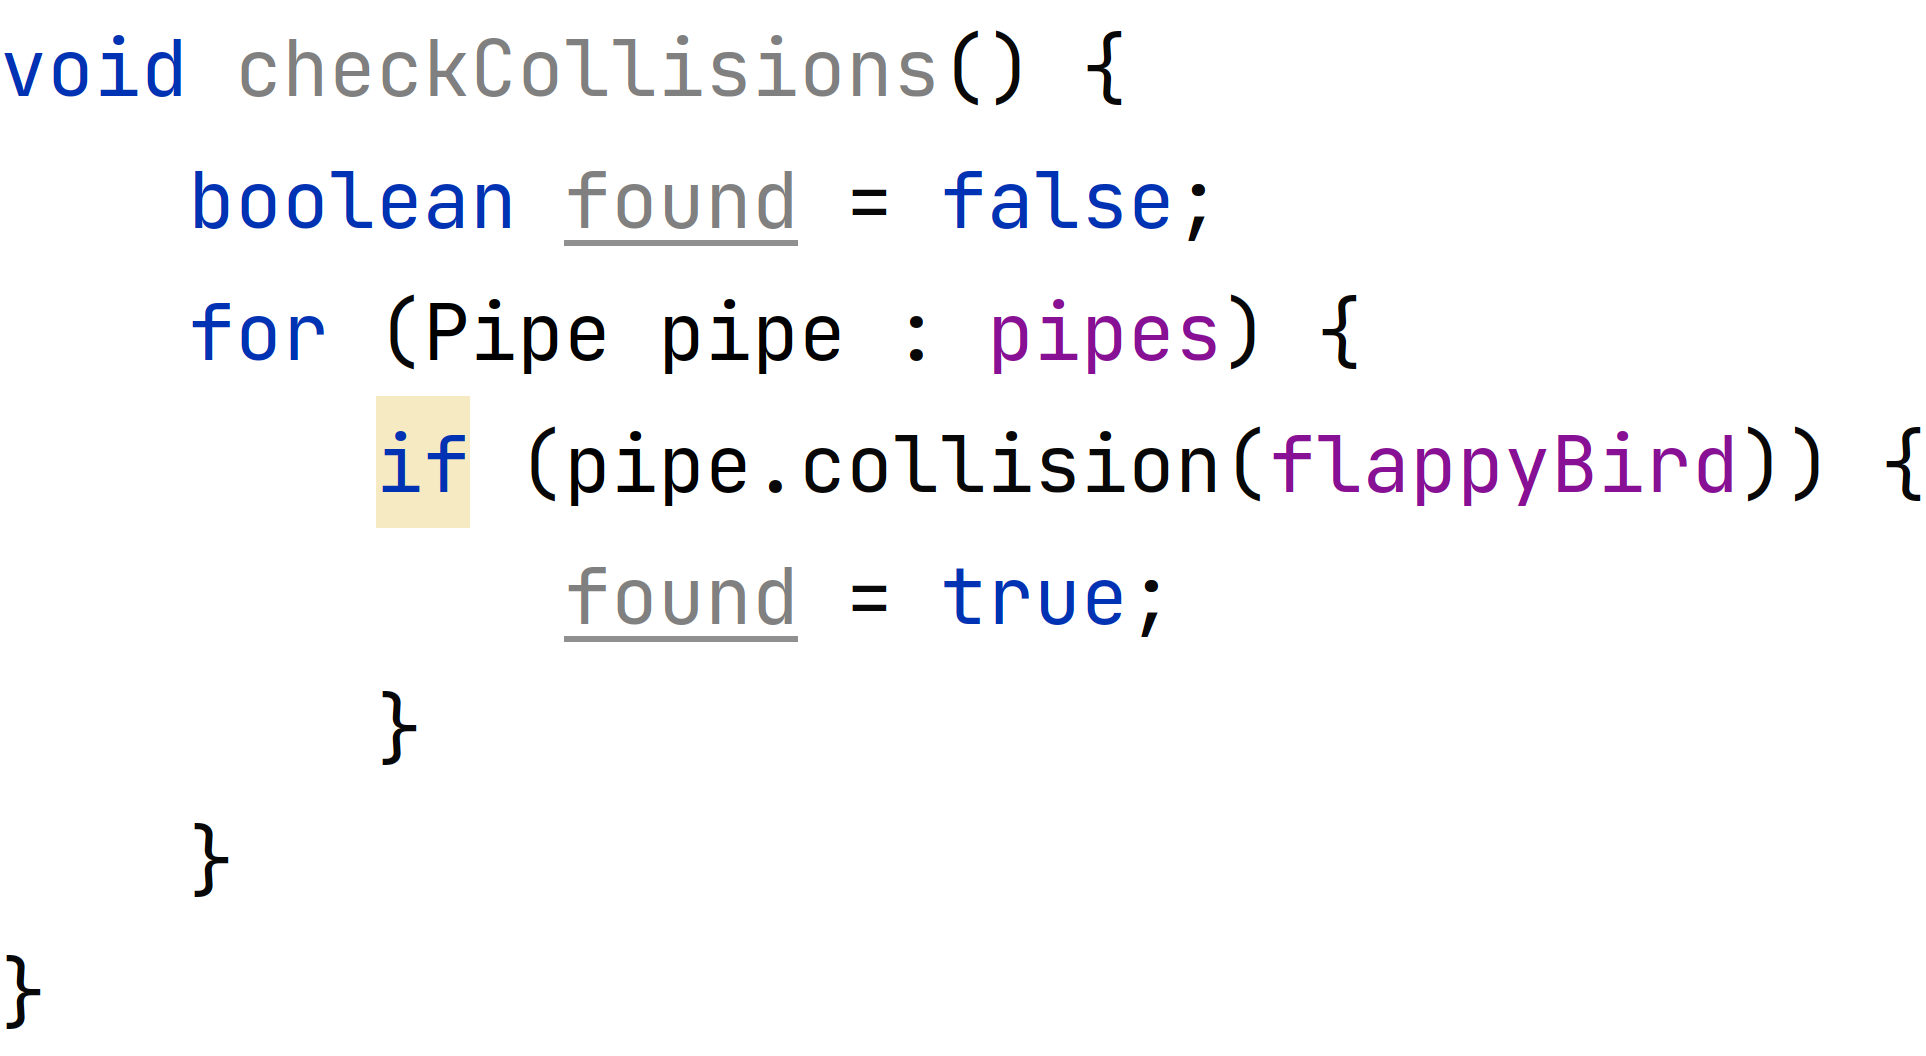 void checkCollisions() {
    boolean found = false;
    for (Pipe pipe : pipes) {
        if (pipe.collision(flappyBird)) {
            found = true;
        }
    }
}